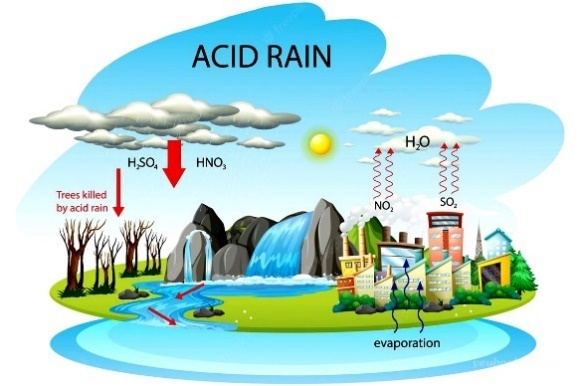 ACID RAIN
H₂SO₄
HNO₃
H₂O
Trees killed
by acid rain
NO₂
SO₂
evaporation